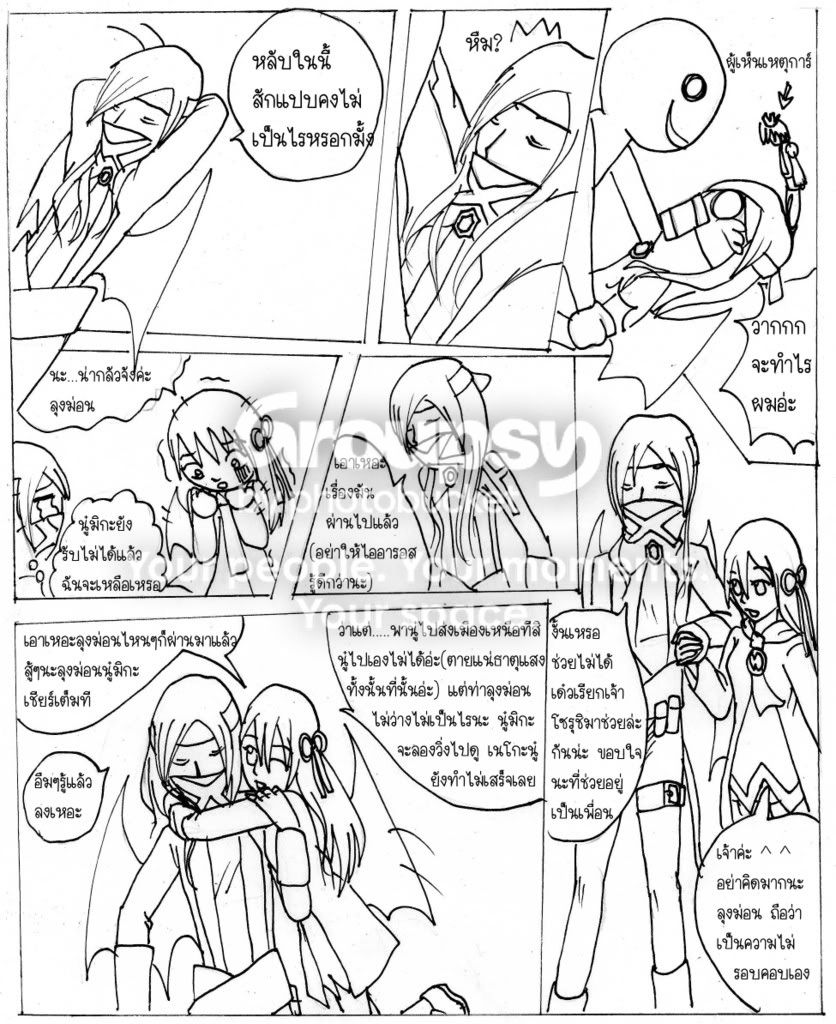 หลับในนี้
สักแปปคงไม่
เป็นไรหรอกมั้ง
หืม?
ผู้เห็นเหตุการ์
วากกก
จะทำไร
ผมอ่ะ
นะ...น่ากลัวจังค่ะ
ลุงม่อน
นู๋มิกะยัง
รับไม่ได้แล้ว
ฉันจะเหลือเหรอ
เอาเหอะ
เรื่องมัน
ผ่านไปแล้ว
(อย่าให้ไออารอส
รู้ดีกว่านะ)
งั้นเหรอ
ช่วยไม่ได้
เด๋วเรียกเจ้า
โชรุชิมาช่วยล่ะ
กันน่ะ ขอบใจ
นะที่ช่วยอยู่
เป็นเพื่อน
เจ้าค่ะ ^ ^
อย่าคิดมากนะ
ลุงม่อน ถือว่า
เป็นความไม่
รอบคอบเอง
เอาเหอะลุงม่อนไหนๆก็ผ่านมาแล้ว
สู้ๆนะลุงม่อนนู๋มิกะ
เชียร์เต็มที
อืมๆรู้แล้ว
ลงเหอะ
วาแต่.....พานู๋ไปส่งเมืองเหนือทีสิ
นู๋ไปเองไม่ได้อ่ะ(ตายแน่ธาตุแสง
ทั้งนั้นที่นั้นอ่ะ) แต่ทำลุงม่อน
ไม่ว่างไม่เป็นไรนะ นู๋มิกะ
จะลองวิ่งไปดู เนโกะนู๋
ยังทำไม่เสร็จเลย
Your people. Your moments.
Your space.